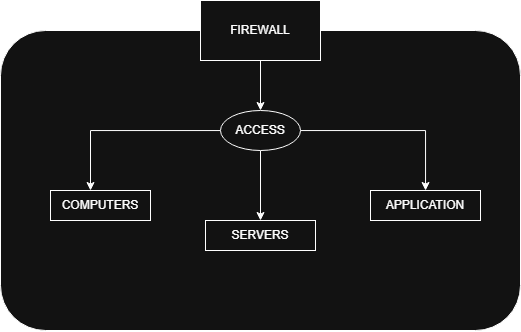 FIREWALL
ACCESS
COMPUTERS
SERVERS
APPLICATION